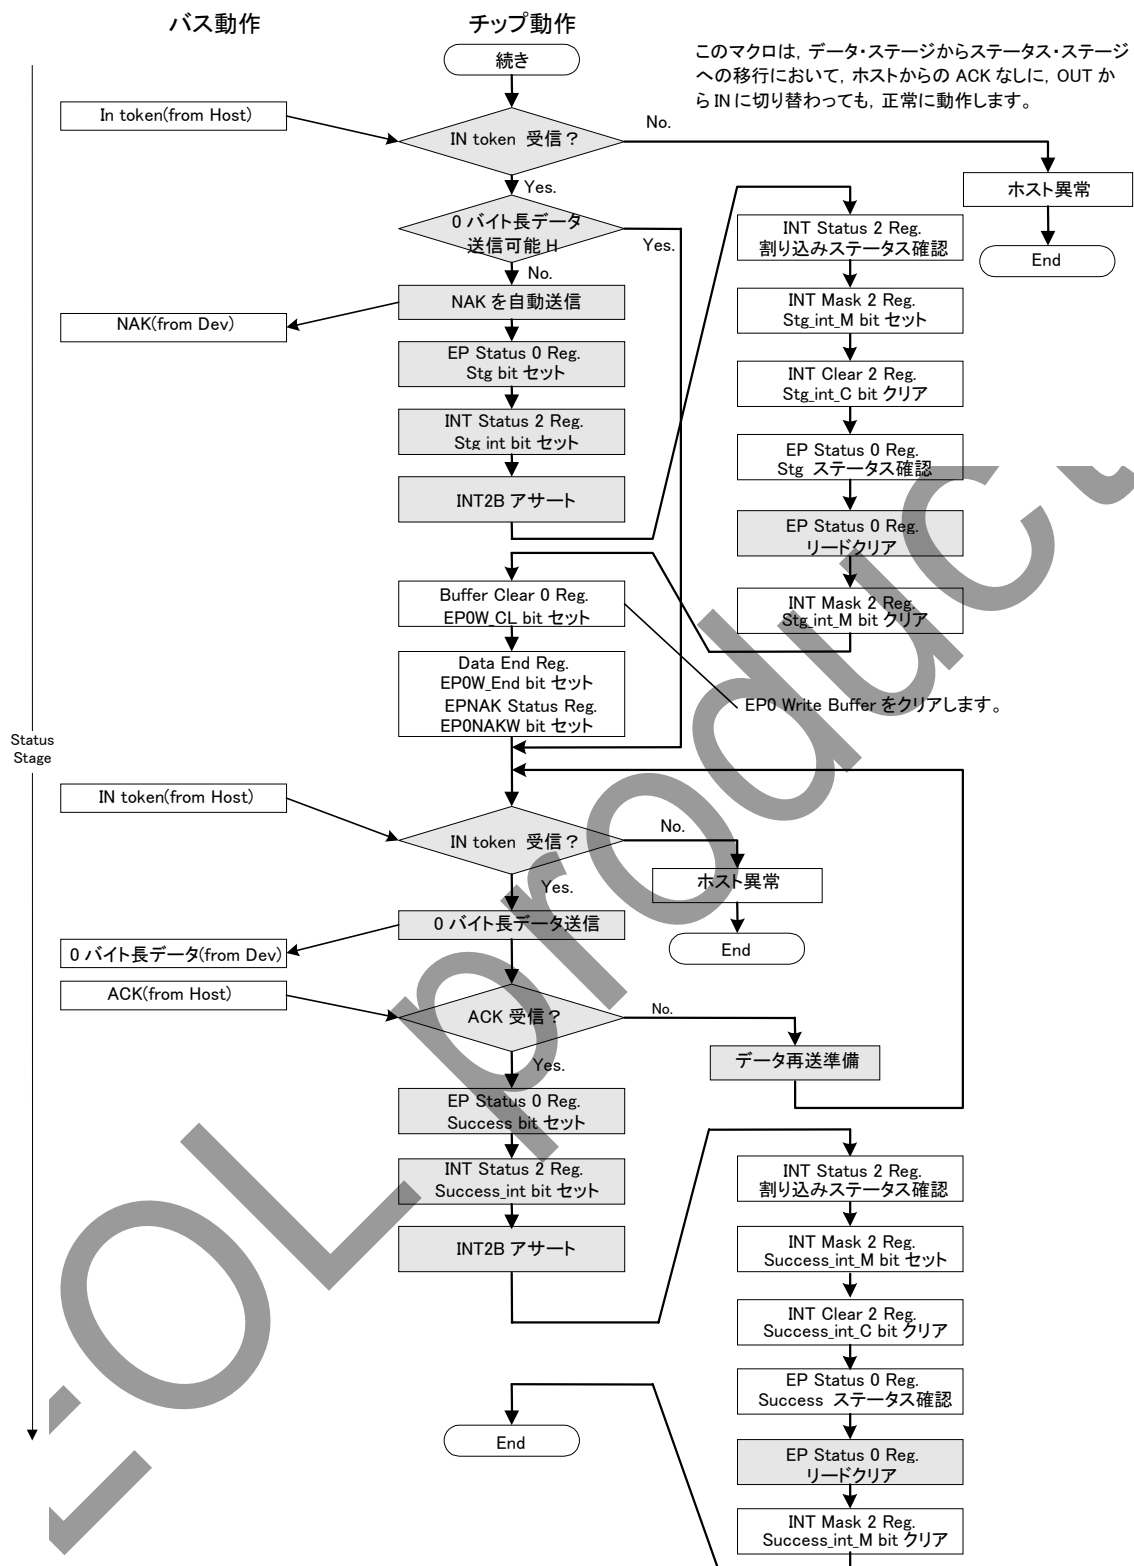 バス動作
チップ動作
続き
このマクロは，データ・ステージからステータス・ステージ
への移行において，ホストからの ACK なしに，OUT か
ら IN に切り替わっても，正常に動作します。
In token(from Host)
IN token 受信？
No.
Yes.
ホスト異常
End
0 バイト長データ
送信可能 H
Yes.
No.
NAK を自動送信
NAK(from Dev)
EP Status 0 Reg.
Stg bit セット
INT Status 2 Reg.
Stg int bit セット
INT2B アサート
INT Status 2 Reg.
割り込みステータス確認
INT Mask 2 Reg.
Stg_int_M bit セット
INT Clear 2 Reg.
Stg_int_C bit クリア
EP Status 0 Reg.
Stg ステータス確認
EP Status 0 Reg.
リードクリア
INT Mask 2 Reg.
Stg_int_M bit クリア
Buffer Clear 0 Reg.
EP0W_CL bit セット
Data End Reg.
EP0W_End bit セット
EPNAK Status Reg.
EP0NAKW bit セット
EP0 Write Buffer をクリアします。
Status
Stage
IN token(from Host)
IN token 受信？
No.
Yes.
ホスト異常
End
0 バイト長データ送信
0 バイト長データ(from Dev)
ACK(from Host)
ACK 受信？
No.
Yes.
データ再送準備
EP Status 0 Reg.
Success bit セット
INT Status 2 Reg.
Success_int bit セット
INT2B アサート
INT Status 2 Reg.
割り込みステータス確認
INT Mask 2 Reg.
Success_int_M bit セット
INT Clear 2 Reg.
Success_int_C bit クリア
EP Status 0 Reg.
Success ステータス確認
EP Status 0 Reg.
リードクリア
INT Mask 2 Reg.
Success_int_M bit クリア
End
EOL product